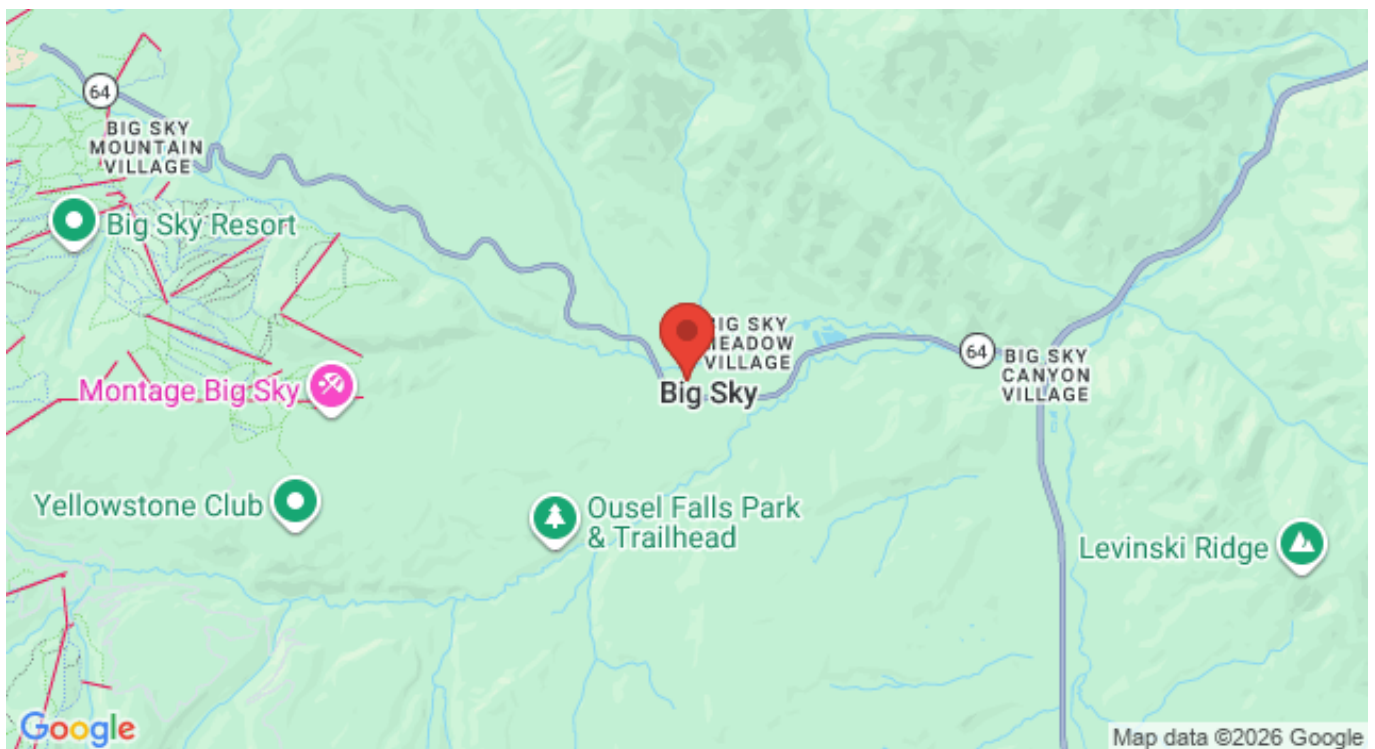 64
BIG SKY
MOUNTAIN
VILLAGE
Big Sky Resort
BIG SKY
MEADOW
VILLAGE
64
BIG SKY
CANYON
VILLAGE
Big Sky
Montage Big Sky
Yellowstone Club
Ousel Falls Park
& Trailhead
Levinski Ridge
Google
Map data ©2026 Google